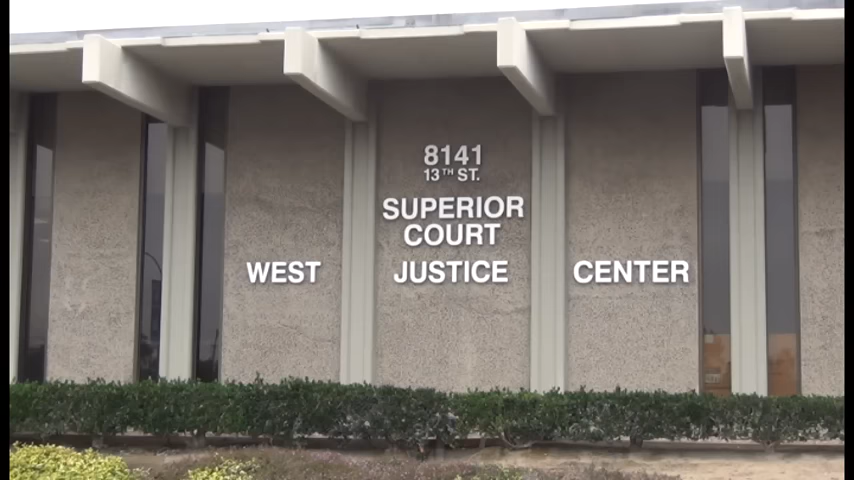 8141
13TH ST.
SUPERIOR
COURT
WEST JUSTICE CENTER